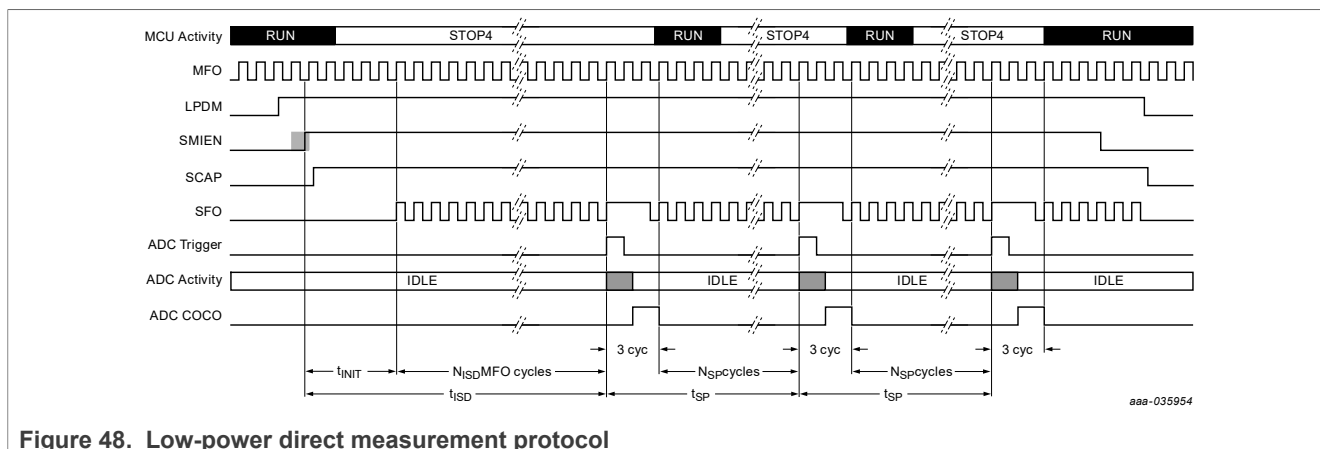 MCU Activity RUN STOP4 RUN STOP4 RUN STOP4 RUN
MFO
LPDM
SMIEN
SCAP
SFO
ADC Trigger
ADC Activity IDLE IDLE IDLE IDLE
ADC COCO
3 cyc 3 cyc 3 cyc
tINIT NISDMFO cycles NSPcycles NSPcycles
tISD tSP tSP
aaa-035954
Figure 48. Low-power direct measurement protocol